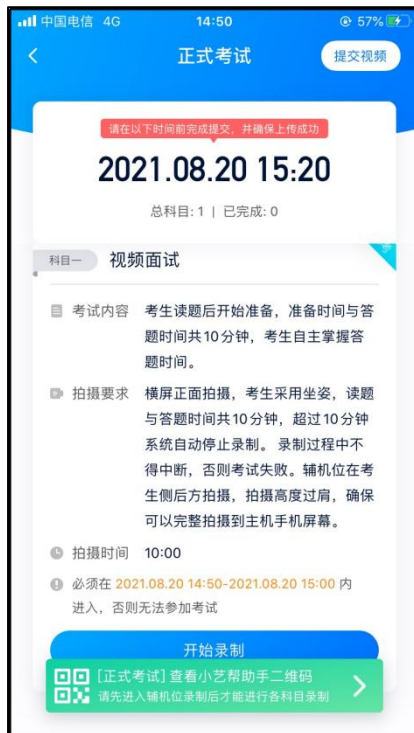 中国电信 4G 14:50 57%
正式考试 提交视频
请在以下时间前完成提交，并确保上传成功
2021.08.20 15:20
总科目: 1 | 已完成: 0
科目一 视频面试
考试内容 考生读题后开始准备，准备时间与答
题时间共10分钟，考生自主掌握答
题时间。
拍摄要求 横屏正面拍摄，考生采用坐姿，读题
与答题时间共10分钟，超过10分钟
系统自动停止录制。 录制过程中不
得中断，否则考试失败。辅机位在考
生侧后方拍摄，拍摄高度过肩，确保
可以完整拍摄到主机手机屏幕。
拍摄时间 10:00
必须在 2021.08.20 14:50-2021.08.20 15:00 内
进入，否则无法参加考试
开始录制
[正式考试] 查看小艺帮助手二维码
请先进入辅机位录制后才能进行各科目录制